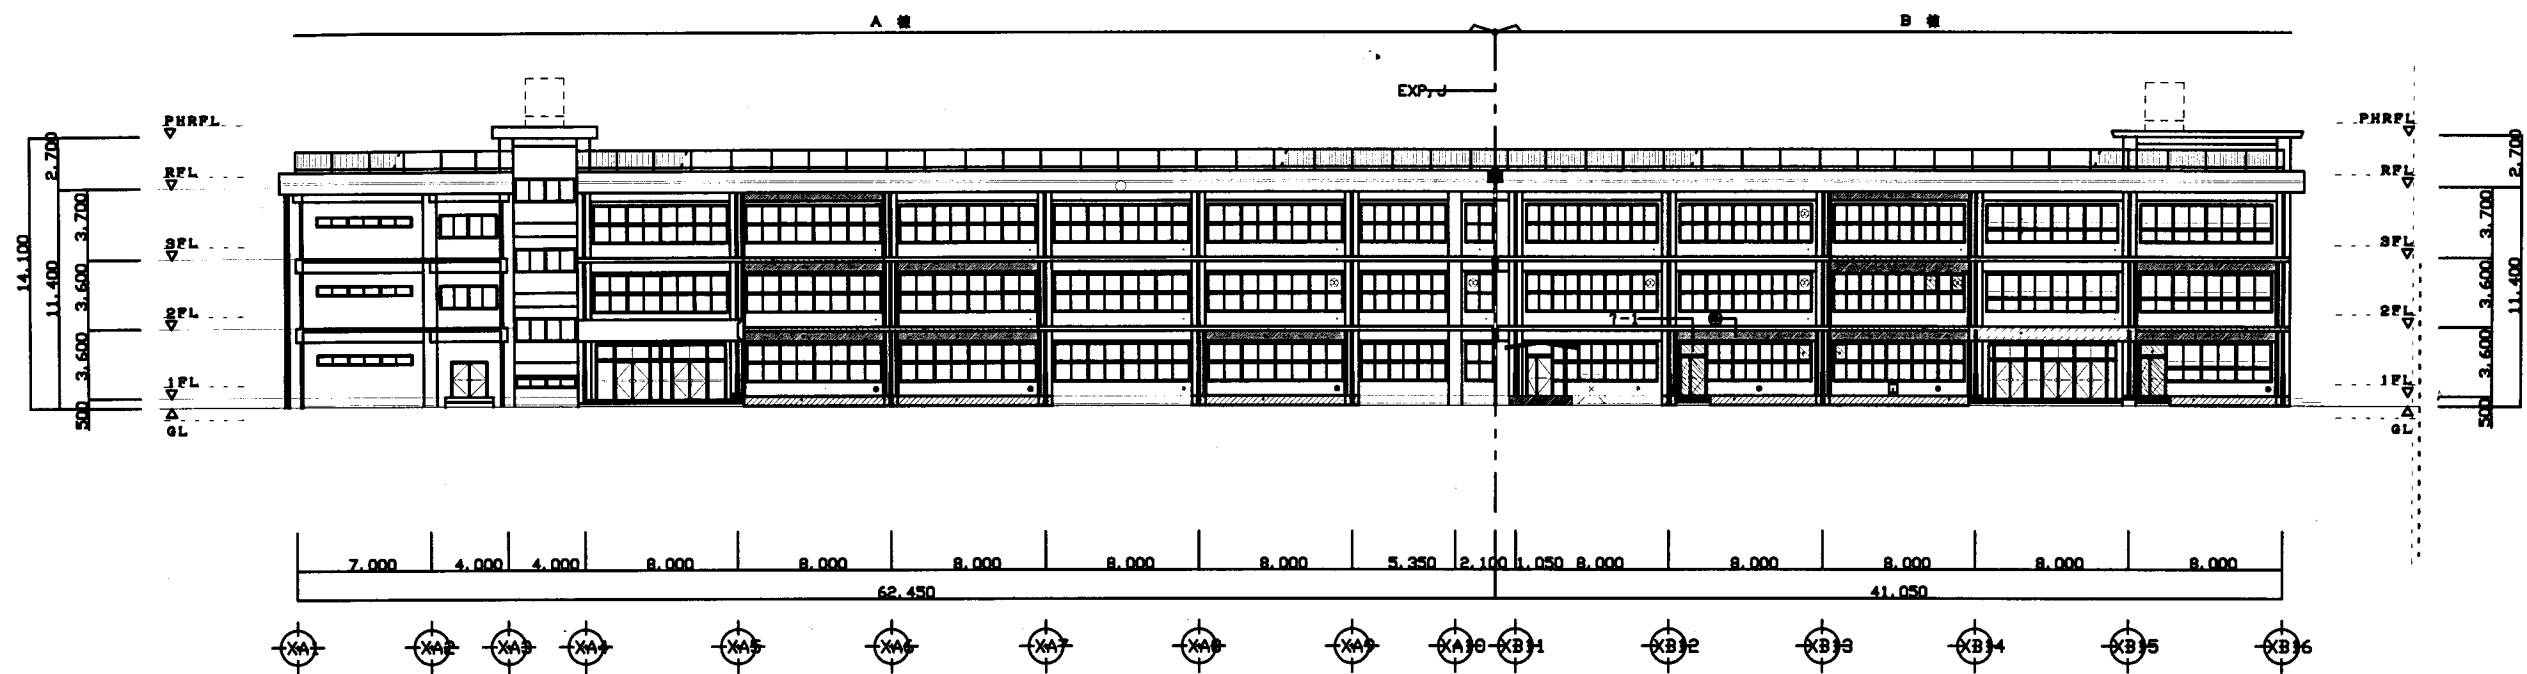 A 棟
B 棟
EXP,J
PHRFL
RFL
3FL
2FL
1FL
GL
2,700
3,700
3,600
3,600
500
11,400
14,100
PHRFL
RFL
3FL
2FL
1FL
GL
2,700
3,700
3,600
3,600
500
11,400
7-1
7,000 4,000 4,000 8,000 8,000 8,000 8,000 8,000 5,350 2,100 1,050 8,000 8,000 8,000 8,000 8,000
62,450 41,050
XA1 XA2 XA3 XA4 XA5 XA6 XA7 XA8 XA9 XA10 XB11 XB12 XB13 XB14 XB15 XB16